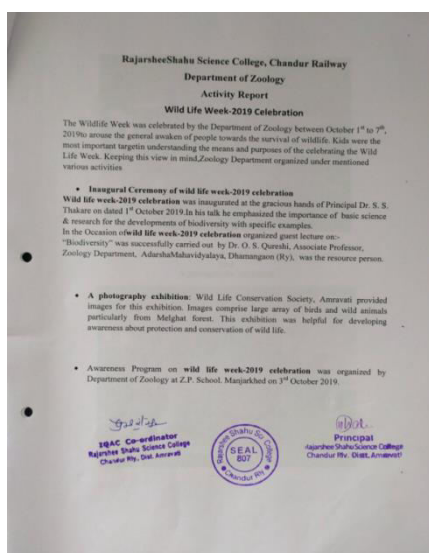 RajarsheeShahu Science College, Chandur Railway
Department of Zoology
Activity Report
Wild Life Week-2019 Celebration
The Wildlife Week was celebrated by the Department of Zoology between October 1st to 7th,
2019to arouse the general awaken of people towards the survival of wildlife. Kids were the
most important targetin understanding the means and purposes of the celebrating the Wild
Life Week. Keeping this view in mind,Zoology Department organized under mentioned
various activities
• Inaugural Ceremony of wild life week-2019 celebration
Wild life week-2019 celebration was inaugurated at the gracious hands of Principal Dr. S. S.
Thakare on dated 1st October 2019.In his talk he emphasized the importance of basic science
& research for the developments of biodiversity with specific examples.
In the Occasion ofwild life week-2019 celebration organized guest lecture on:-
"Biodiversity" was successfully carried out by Dr. O. S. Qureshi, Associate Professor,
Zoology Department, AdarshaMahavidyalaya, Dhamangaon (Ry), was the resource person.
• A photography exhibition: Wild Life Conservation Society, Amravati provided
images for this exhibition. Images comprise large array of birds and wild animals
particularly from Melghat forest. This exhibition was helpful for developing
awareness about protection and conservation of wild life.
• Awareness Program on wild life week-2019 celebration was organized by
Department of Zoology at Z.P. School. Manjarkhed on 3rd October 2019.
IQAC Co-ordinator
Rajarshee Shahu Science College
Chandur Rly, Dist. Amravati
Rajarshee Shahu Sci. College
SEAL
807
Chandur Rly.
Principal
Rajarshee Shahu Science College
Chandur Rly. Distt. Amravati